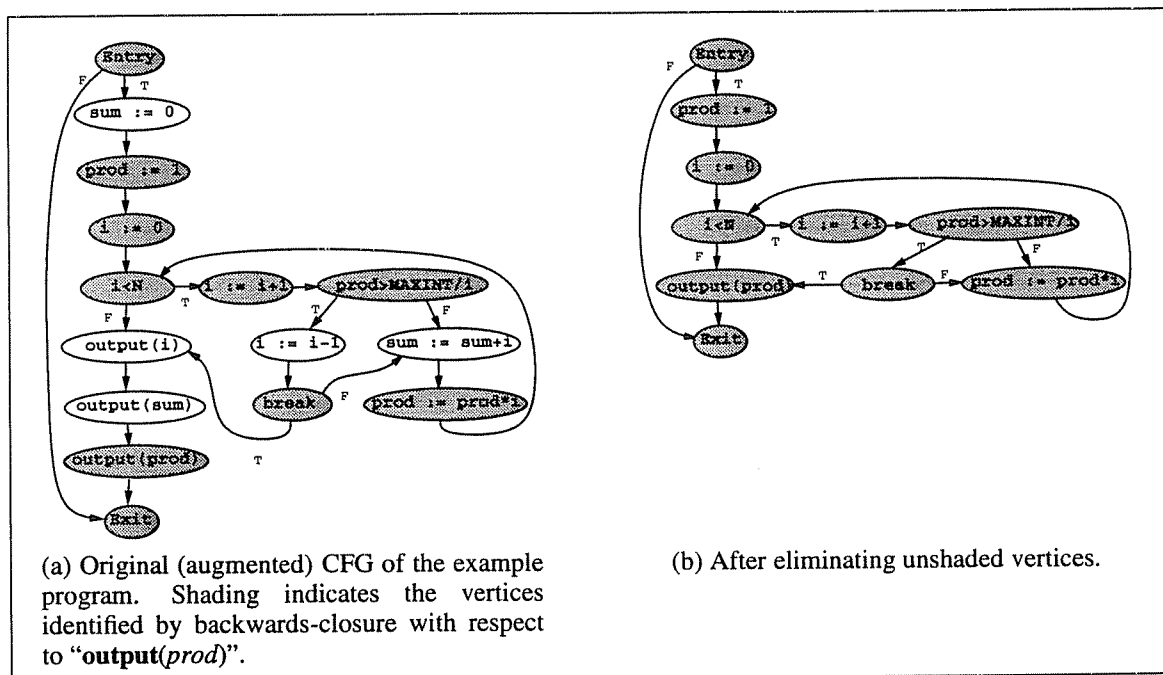 Entry
F
T
sum := 0
prod := 1
i := 0
i<N
T
i := i+1
prod>MAXINT/i
F
T
F
output(i)
i := i-1
sum := sum+i
output(sum)
break
F
prod := prod*i
output(prod)
T
Exit
(a) Original (augmented) CFG of the example
program. Shading indicates the vertices
identified by backwards-closure with respect
to “output(prod)”.
Entry
F
T
prod := 1
i := 0
i<N
T
i := i+1
prod>MAXINT/i
F
T
F
output(prod)
T
break
F
prod := prod*i
Exit
(b) After eliminating unshaded vertices.